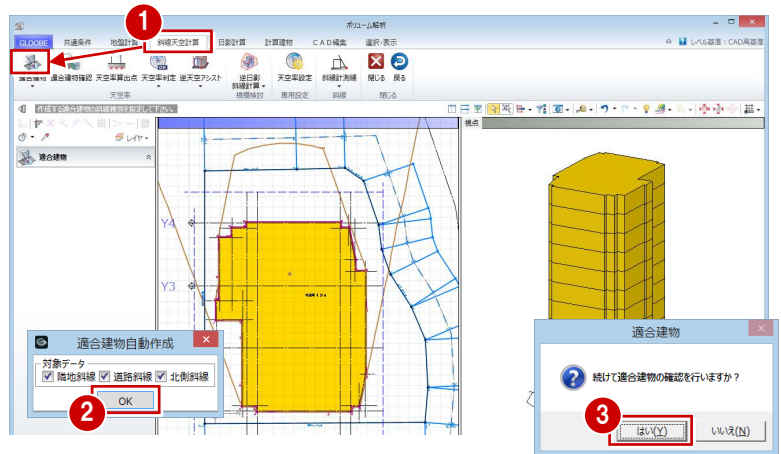 ボリューム解析
1
GLOOBE 共通条件 地盤計算 斜線天空計算 日影計算 計算建物 CAD編集 選択・表示 レベル基準：CAD高基準
適合建物 適合建物確認 天空率算出点 天空率判定 逆天空アシスト 逆日影斜線計算 天空率設定 斜線計測線 閉じる 戻る
天空率 規模検討 専用設定 斜線 閉じる
作成する適合建物の斜線種別を指定して下さい。
レイヤ
視点
適合建物
Y4
Y3
適合建物自動作成
対象データ
隣地斜線 道路斜線 北側斜線
OK
2
適合建物
続けて適合建物の確認を行いますか？
3
はい(Y) いいえ(N)